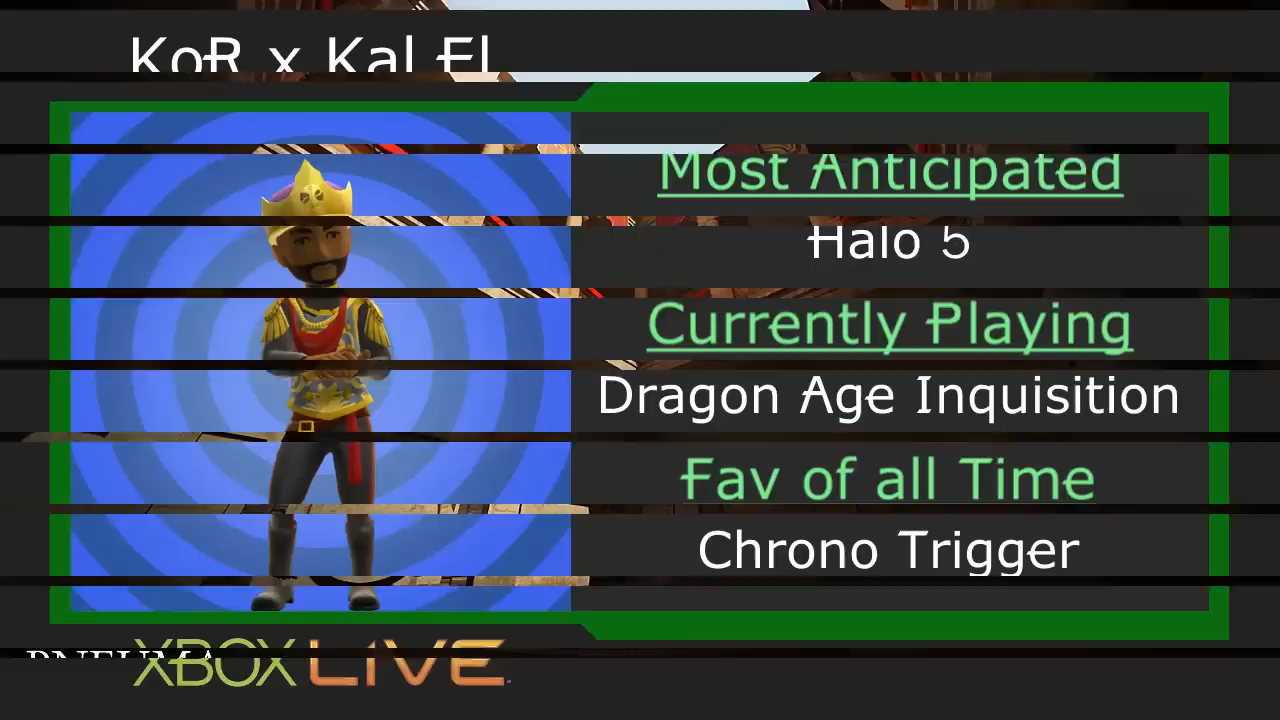 KoR x Kal El
Most Anticipated
Halo 5
Currently Playing
Dragon Age Inquisition
Fav of all Time
Chrono Trigger
PNEUMA
XBOX LIVE